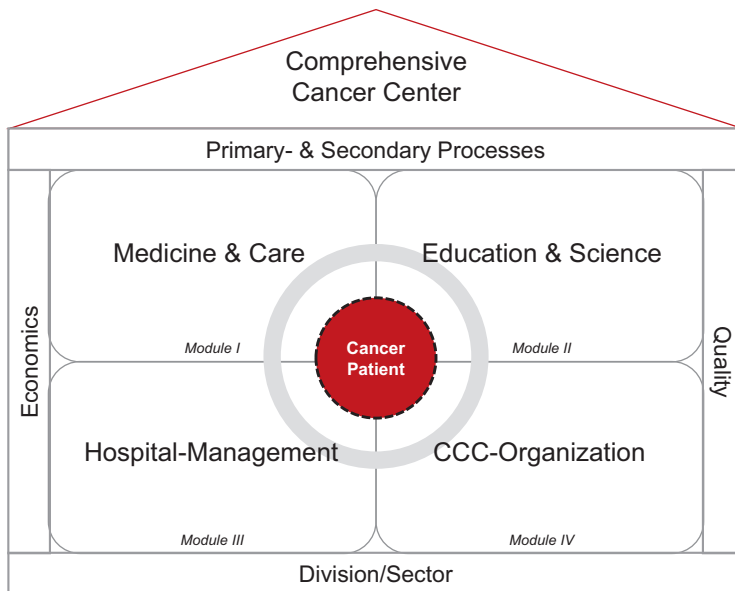 Comprehensive
Cancer Center
Primary- & Secondary Processes
Economics
Medicine & Care
Education & Science
Quality
Module I
Cancer
Patient
Module II
Hospital-Management
CCC-Organization
Module III
Module IV
Division/Sector